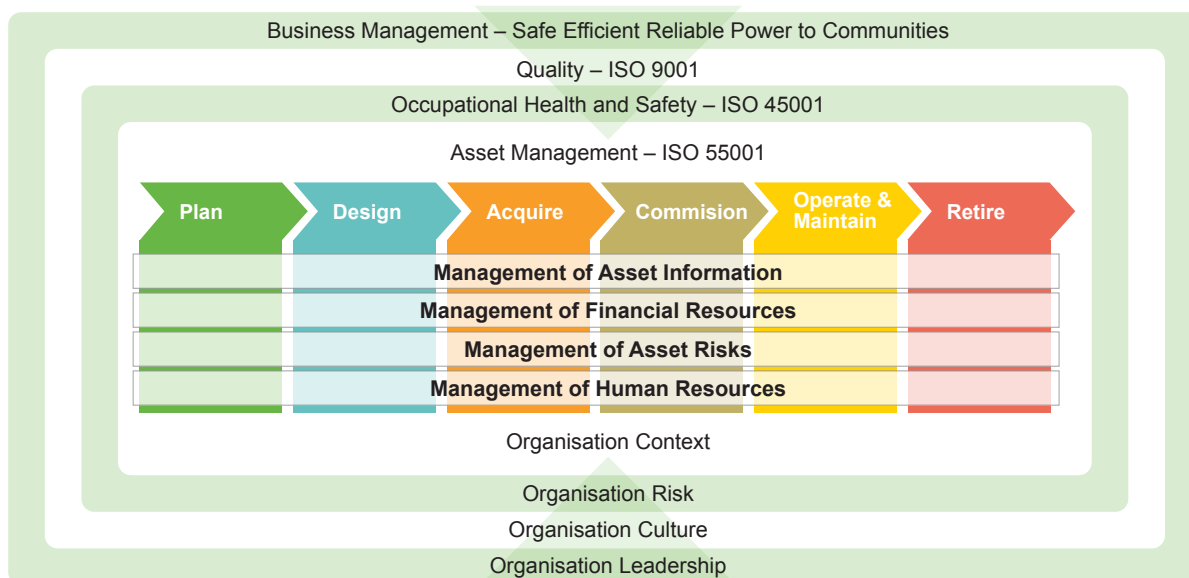 Business Management – Safe Efficient Reliable Power to Communities
Quality – ISO 9001
Occupational Health and Safety – ISO 45001
Asset Management – ISO 55001
Plan
Design
Acquire
Commision
Operate &
Maintain
Retire
Management of Asset Information
Management of Financial Resources
Management of Asset Risks
Management of Human Resources
Organisation Context
Organisation Risk
Organisation Culture
Organisation Leadership